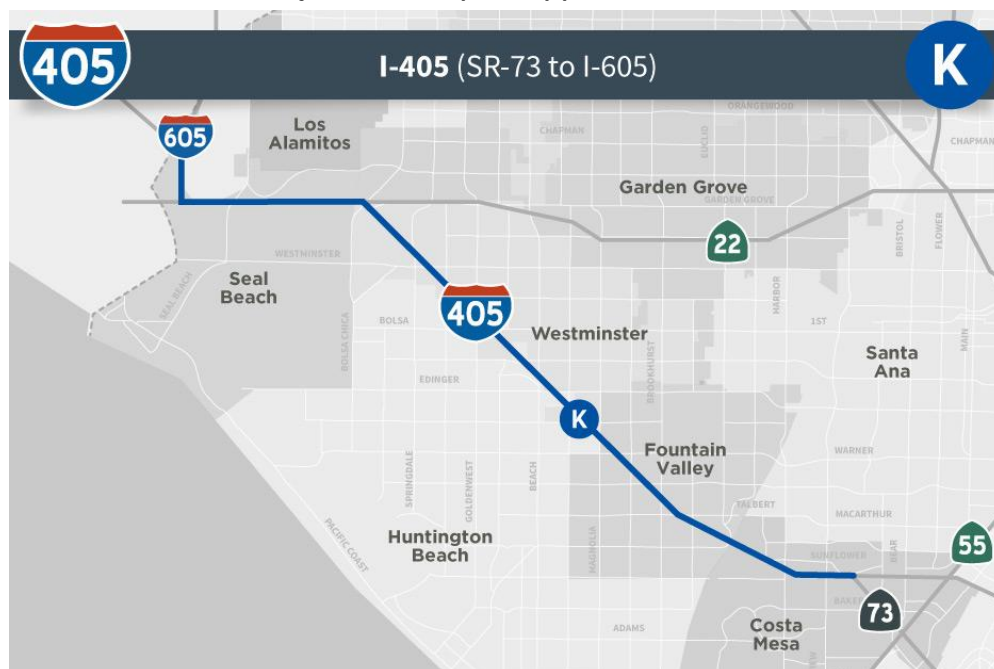 405
I-405 (SR-73 to I-605)
K
605
Los
Alamitos
ORANGEWOOD
CHAPMAN
EUCLID
CHAPMAN
Garden Grove
GARDEN GROVE
22
BRISTOL
FLOWER
WESTMINSTER
SEAL BEACH
Seal
Beach
HARBOR
405
BOLSA
BOLSA CHICA
Westminster
1ST
MAIN
Santa
Ana
EDINGER
BROOKHURST
K
Fountain
Valley
WARNER
SPRINGDALE
GOLDENWEST
BEACH
TALBERT
MACARTHUR
PACIFIC COAST
Huntington
Beach
MAGNOLIA
SUNFLOWER
BEAR
55
BAKER
73
ADAMS
Costa
Mesa